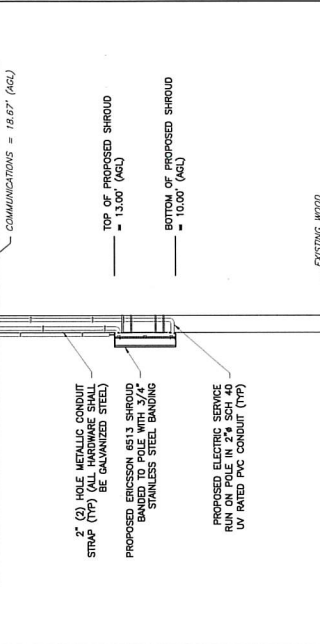 COMMUNICATIONS = 18.67' (AGL)
TOP OF PROPOSED SHROUD
= 13.00' (AGL)
BOTTOM OF PROPOSED SHROUD
= 10.00' (AGL)
EXISTING WOOD
2" (2) HOLE METALLIC CONDUIT
STRAP (TYP) (ALL HARDWARE SHALL
BE GALVANIZED STEEL)
PROPOSED ERICSSON 6513 SHROUD
BANDED TO POLE WITH 3/4"
STAINLESS STEEL BANDING
PROPOSED ELECTRIC SERVICE
RUN ON POLE IN 2"ø SCH 40
UV RATED PVC CONDUIT (TYP)